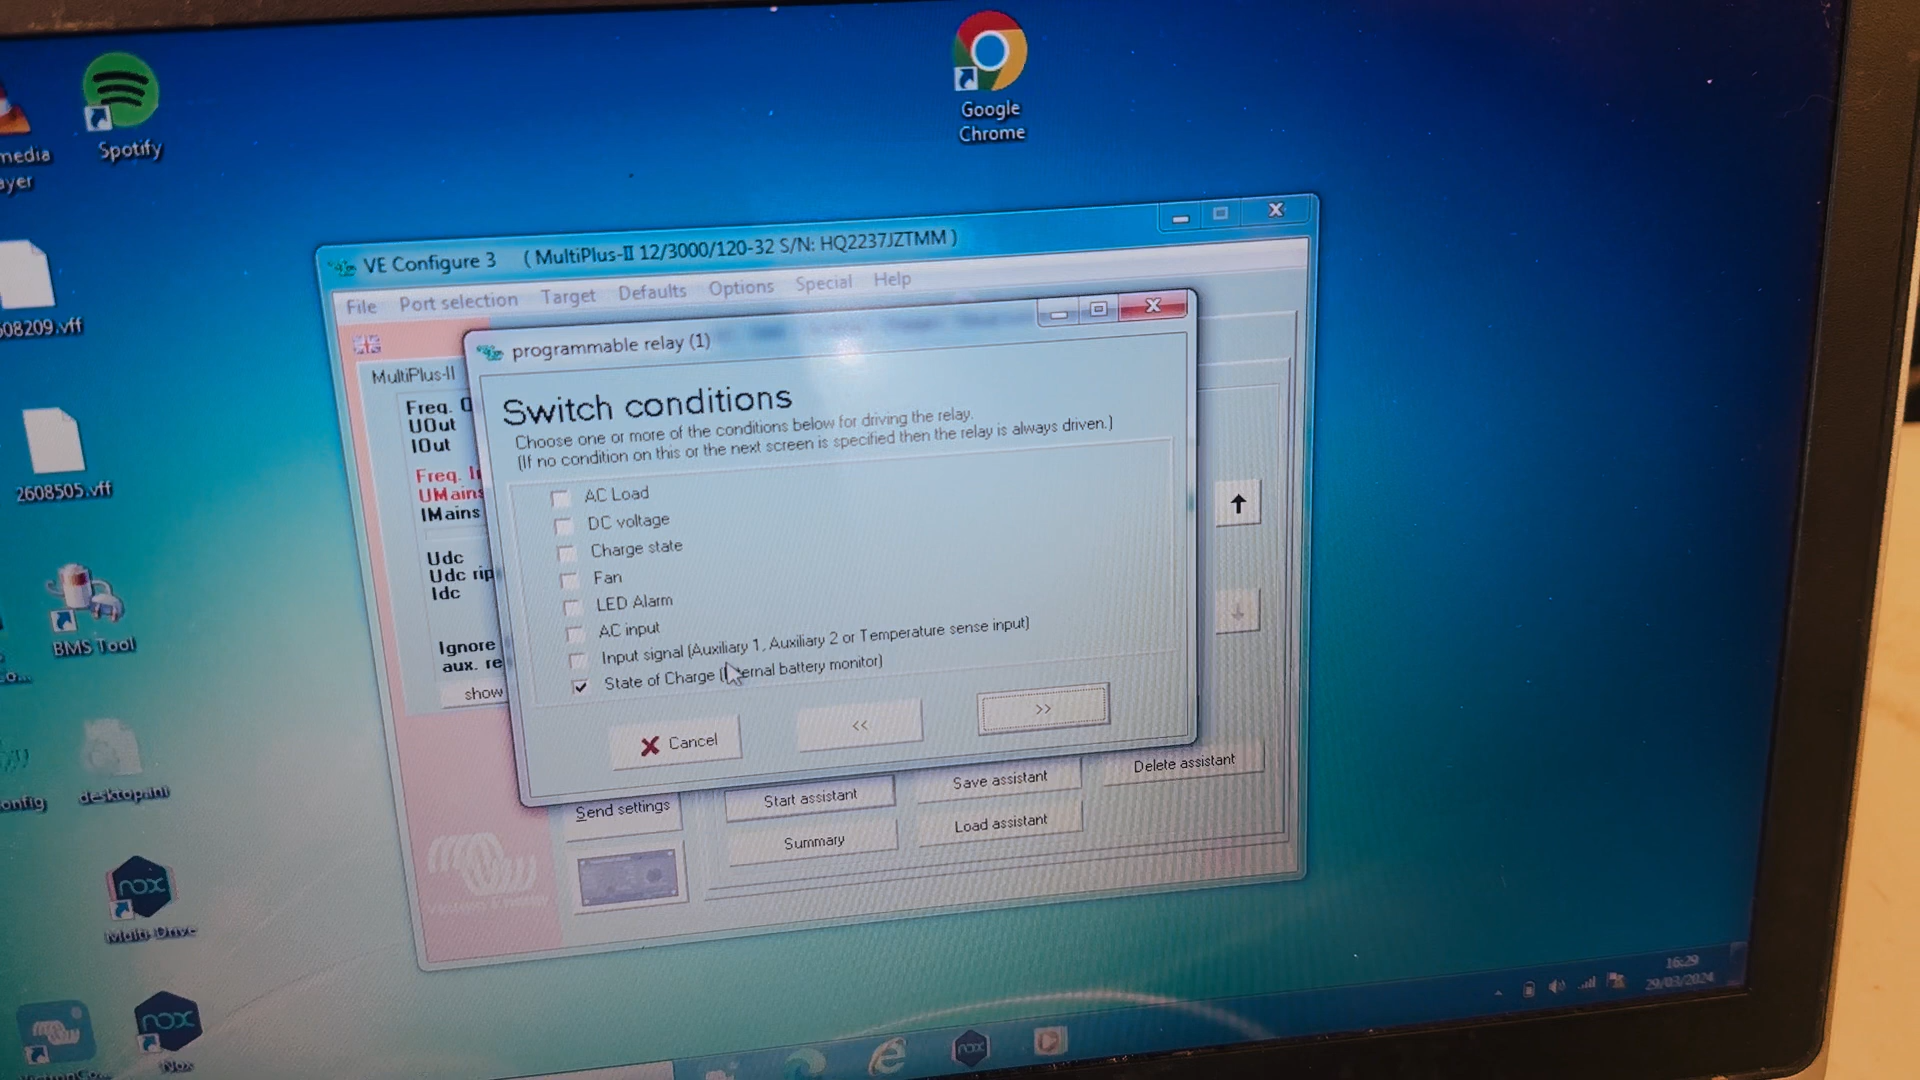 Spotify
Google
Chrome
media
ayer
608209.vff
2608505.vff
BMS Tool
onfig
desktop.ini
Multi Drive
Nox
VE Configure 3 ( MultiPlus-II 12/3000/120-32 S/N: HQ2237JZTMM )
File Port selection Target Defaults Options Special Help
programmable relay (1)
MultiPlus-II
Freq.
UOut
IOut
Freq.
UMains
IMains
Udc
Udc rip
Idc
Ignore
aux. re
show
Switch conditions
Choose one or more of the conditions below for driving the relay.
(If no condition on this or the next screen is specified then the relay is always driven.)
AC Load
DC voltage
Charge state
Fan
LED Alarm
AC input
Input signal (Auxiliary 1, Auxiliary 2 or Temperature sense input)
State of Charge (Internal battery monitor)
Cancel
<<
>>
Send settings
Start assistant
Save assistant
Delete assistant
Summary
Load assistant
nox
nox
nox
16:29
29/03/2024